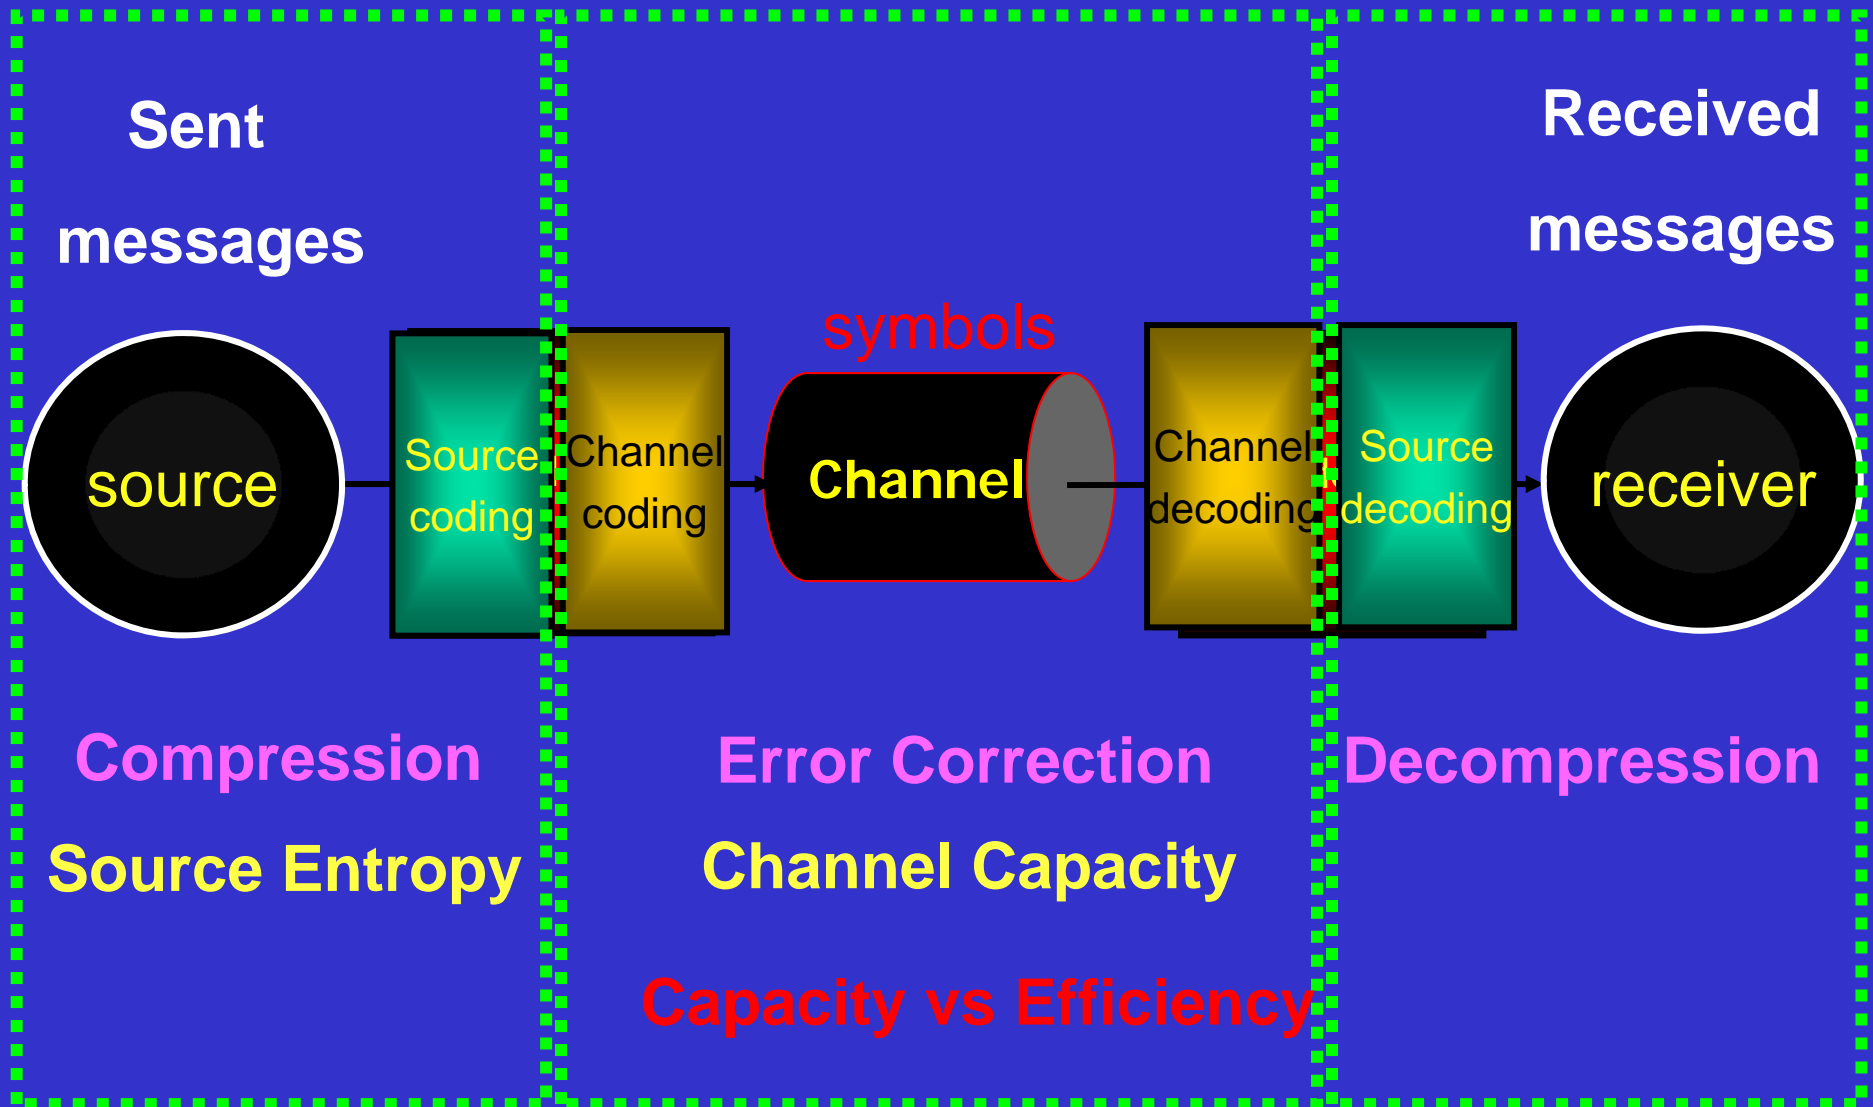 Sent
messages
Received
messages
symbols
source
Source
coding
Channel
coding
Channel
Channel
decoding
Source
decoding
receiver
Compression
Error Correction
Decompression
Source Entropy
Channel Capacity
Capacity vs Efficiency